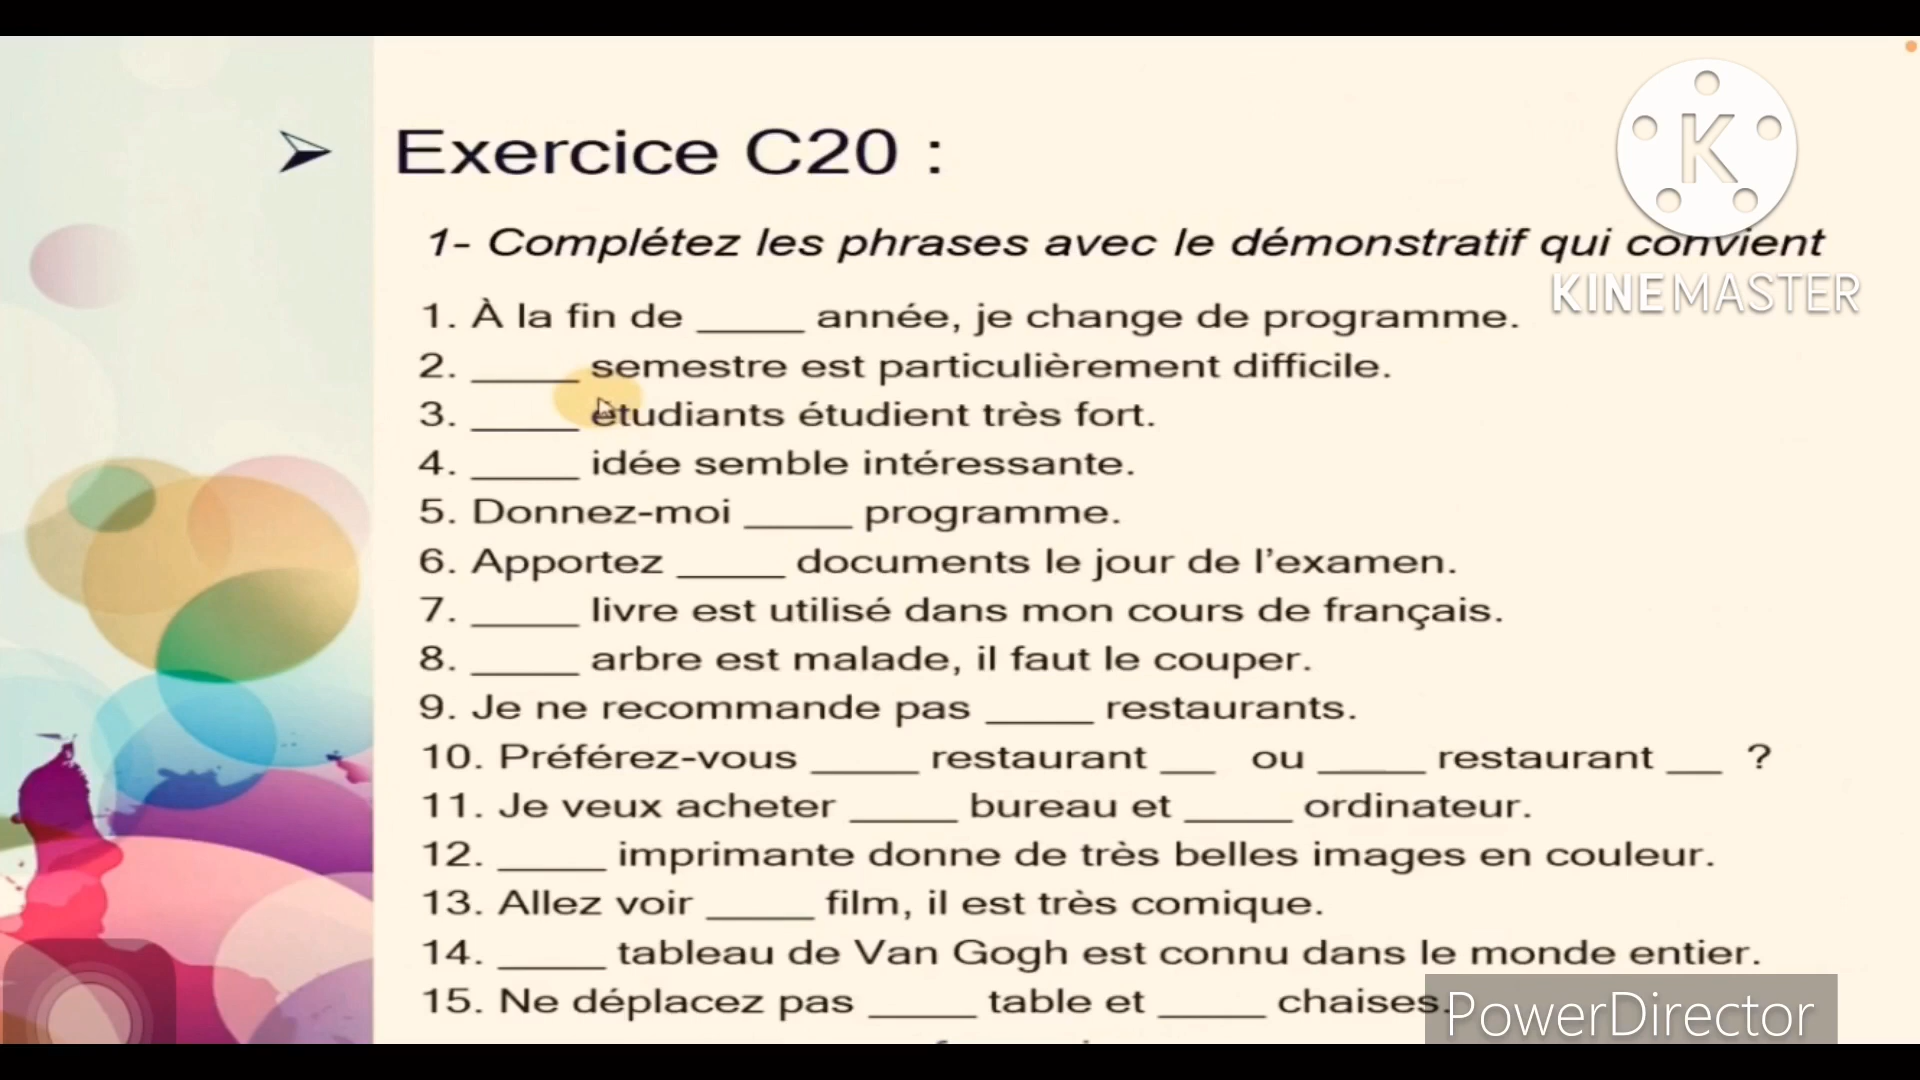 ➢ Exercice C20 :
K
KINEMASTER
1- Complétez les phrases avec le démonstratif qui convient
1. À la fin de _____ année, je change de programme.
2. _____ semestre est particulièrement difficile.
3. _____ étudiants étudient très fort.
4. _____ idée semble intéressante.
5. Donnez-moi _____ programme.
6. Apportez _____ documents le jour de l’examen.
7. _____ livre est utilisé dans mon cours de français.
8. _____ arbre est malade, il faut le couper.
9. Je ne recommande pas _____ restaurants.
10. Préférez-vous _____ restaurant ___ ou _____ restaurant ___ ?
11. Je veux acheter _____ bureau et _____ ordinateur.
12. _____ imprimante donne de très belles images en couleur.
13. Allez voir _____ film, il est très comique.
14. _____ tableau de Van Gogh est connu dans le monde entier.
15. Ne déplacez pas _____ table et _____ chaises.
PowerDirector